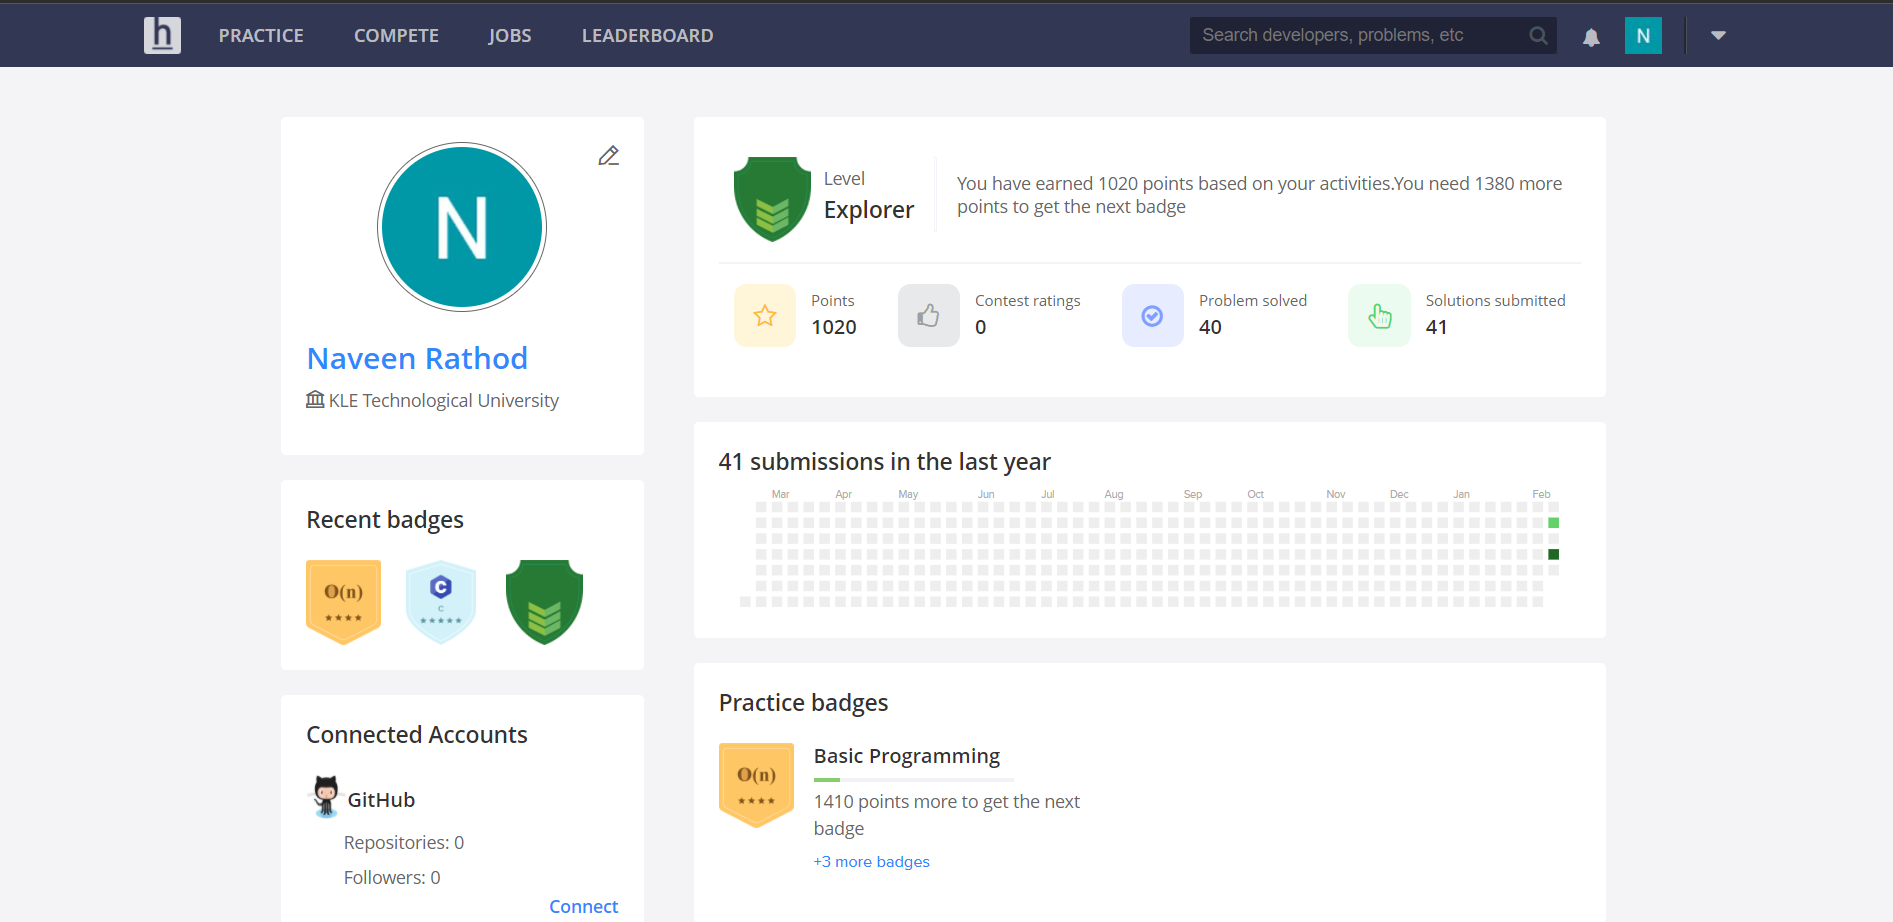 h
PRACTICE
COMPETE
JOBS
LEADERBOARD
Search developers, problems, etc
N
N
Naveen Rathod
KLE Technological University
Level
Explorer
You have earned 1020 points based on your activities.You need 1380 more
points to get the next badge
Points
1020
Contest ratings
0
Problem solved
40
Solutions submitted
41
41 submissions in the last year
Mar Apr May Jun Jul Aug Sep Oct Nov Dec Jan Feb
Recent badges
O(n)
C
C
Connected Accounts
GitHub
Repositories: 0
Followers: 0
Connect
Practice badges
O(n)
Basic Programming
1410 points more to get the next
badge
+3 more badges